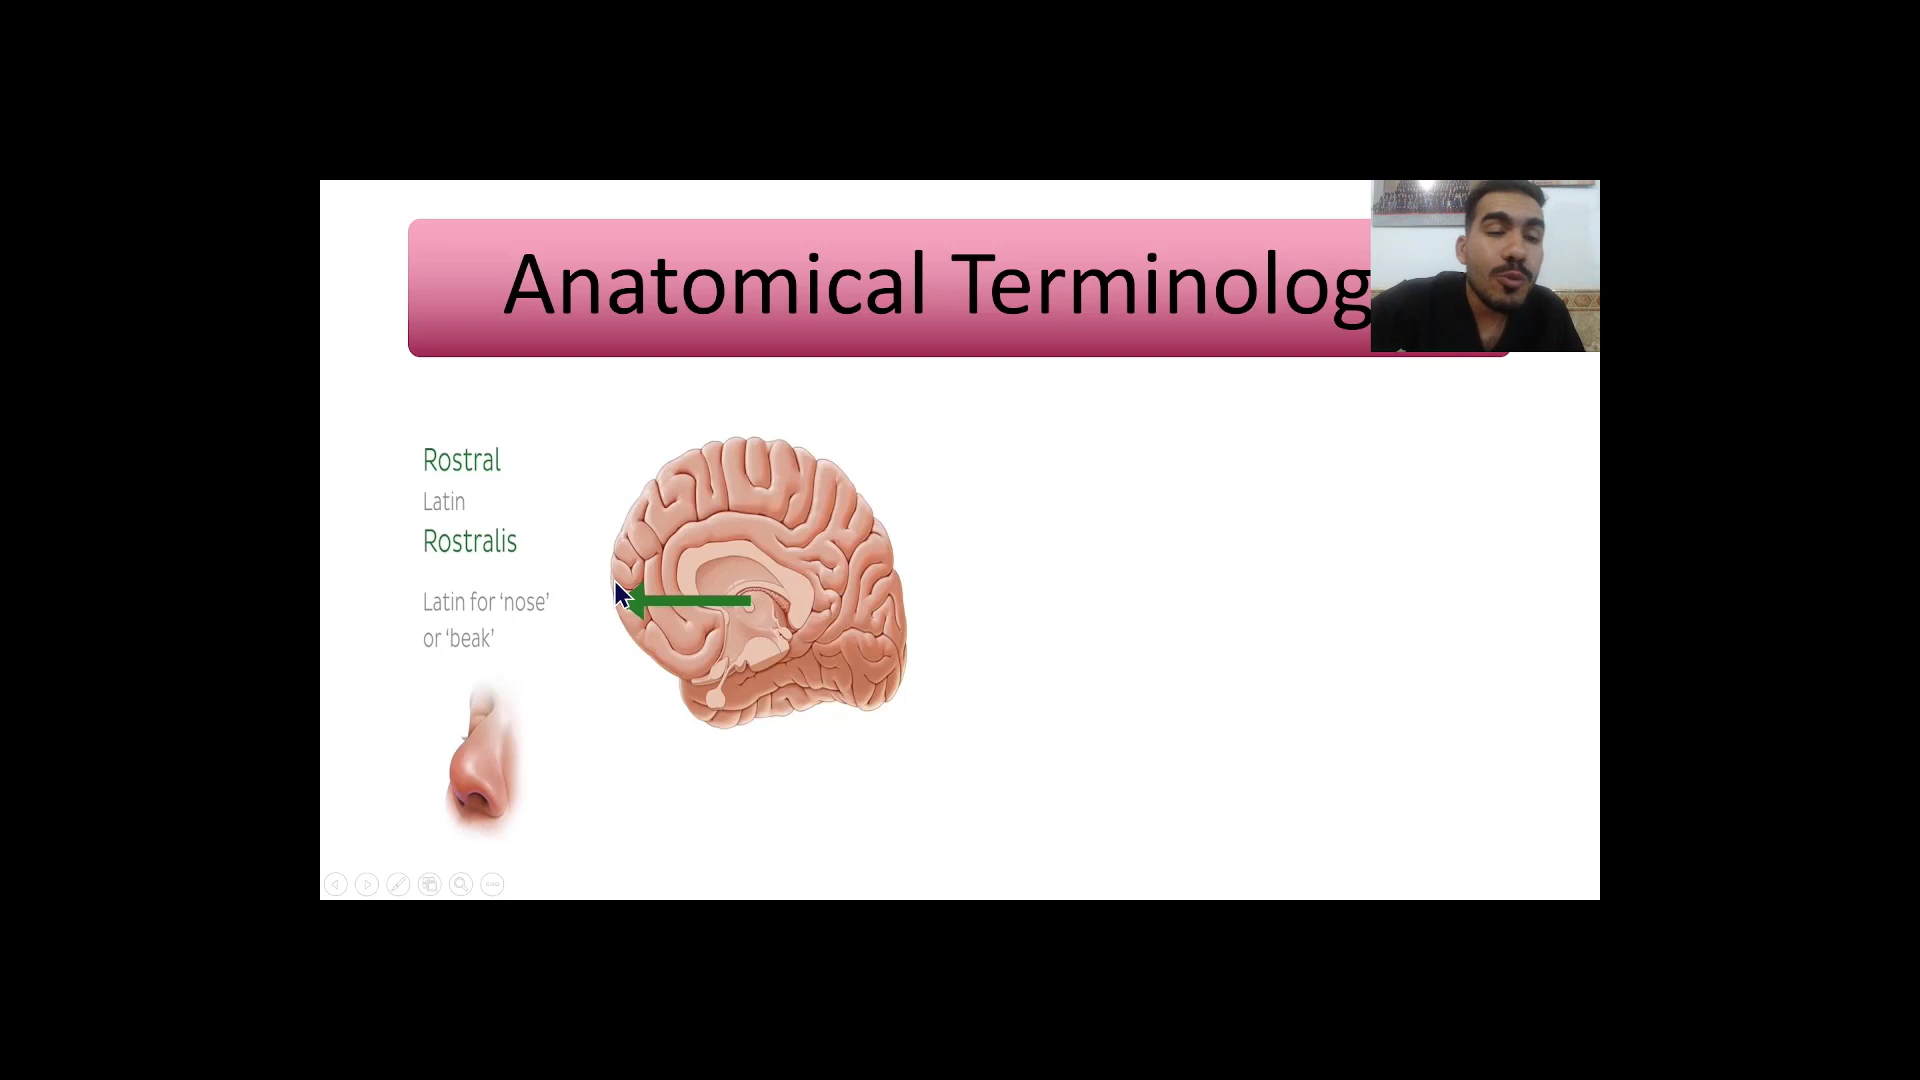 Anatomical Terminolog
Rostral
Latin
Rostralis
Latin for ‘nose’
or ‘beak’